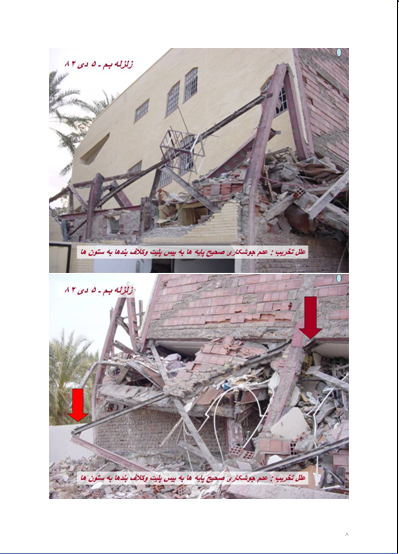 زلزله بم - ۵ دی ۸۲
علل تخریب : عدم جوشکاری صحیح پایه ها به بیس پلیت وکلاف بندها به ستون ها
زلزله بم - ۵ دی ۸۲
علل تخریب : عدم جوشکاری صحیح پایه ها به بیس پلیت وکلاف بندها به ستون ها
۸